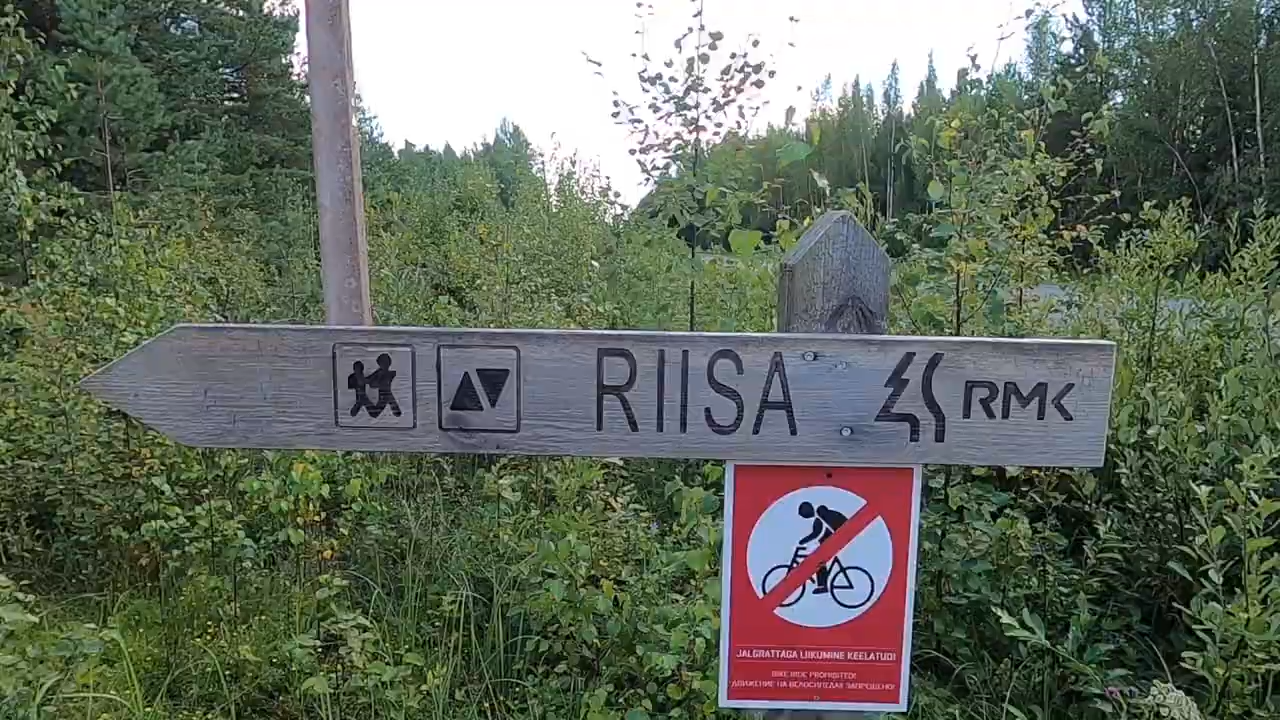 RIISA RMK
JALGRATTAGA LIIKUMINE KEELATUD!
BIKE RIDE PROHIBITED!
ДВИЖЕНИЕ НА ВЕЛОСИПЕДАХ ЗАПРЕЩЕНО!